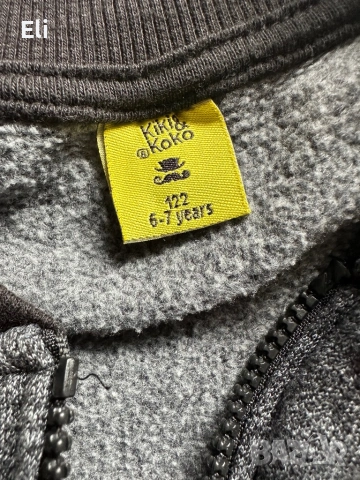 Eli
Kiki&
®Koko
122
6-7 years